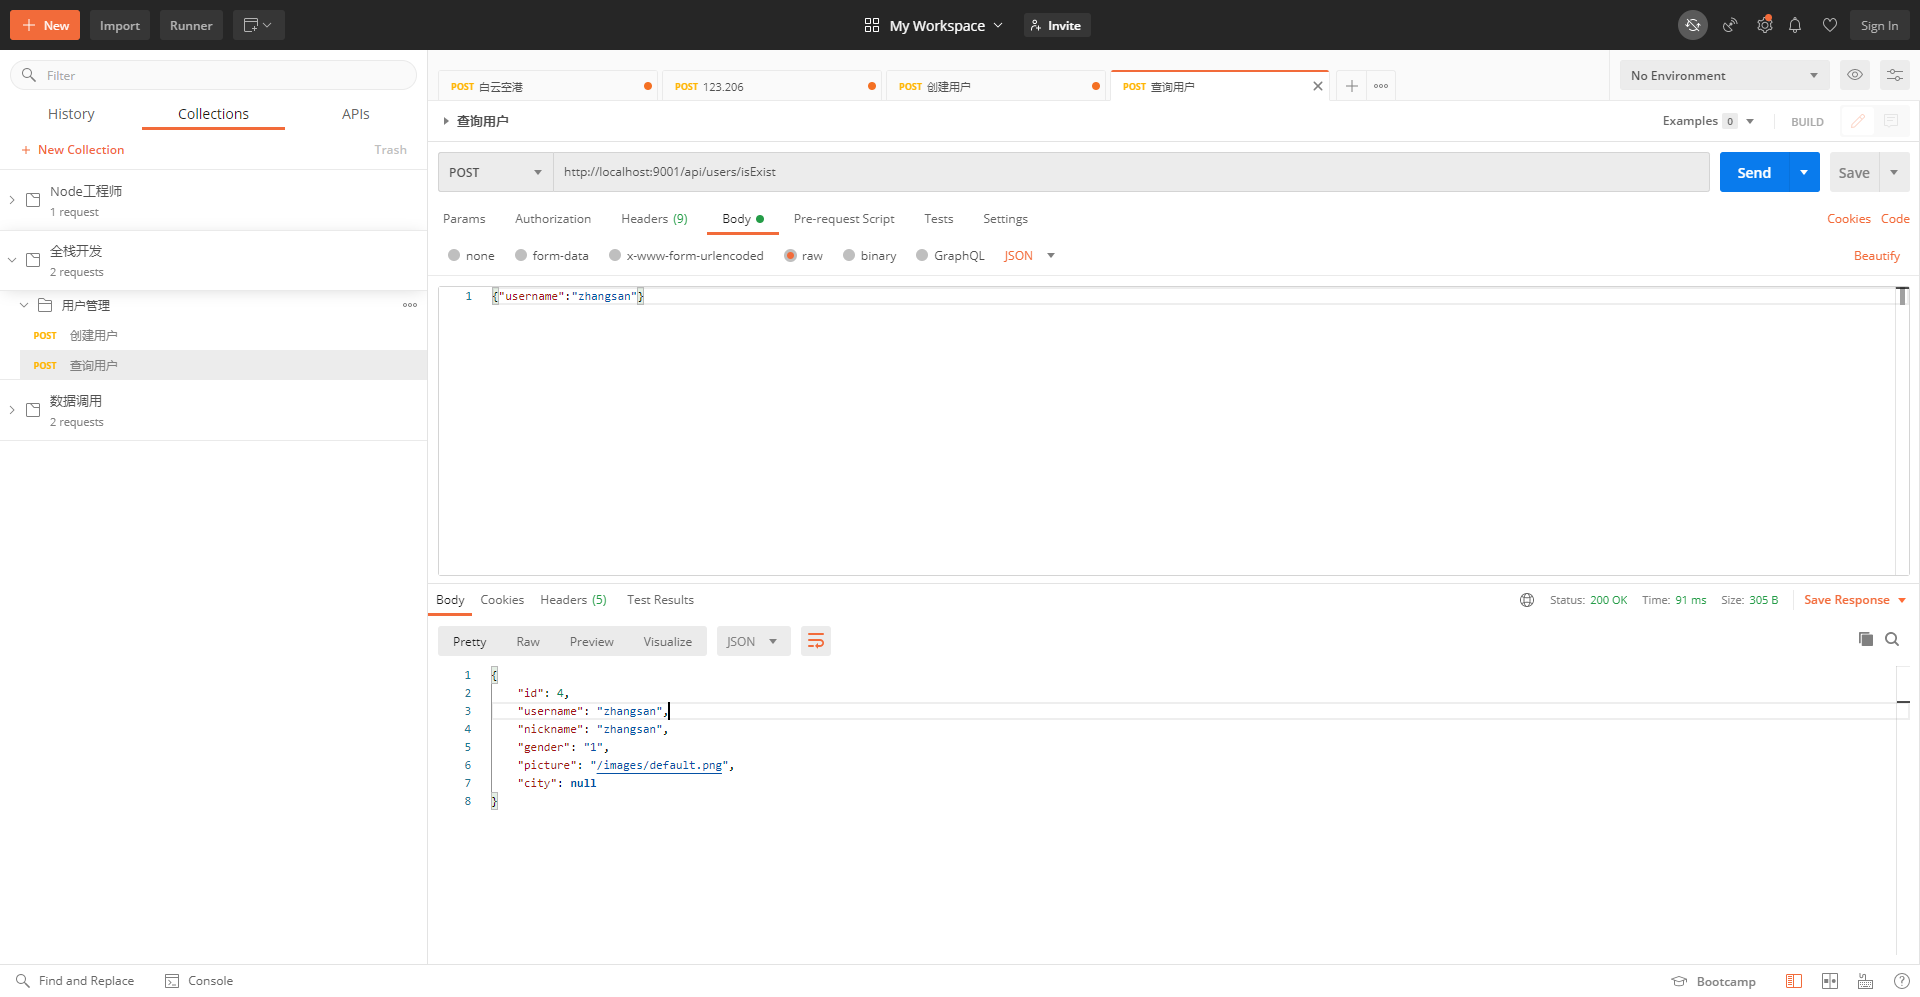 New
Import
Runner
My Workspace
Invite
Sign In
Filter
History
Collections
APIs
New Collection
Trash
Node工程师
1 request
全栈开发
2 requests
用户管理
POST 创建用户
POST 查询用户
数据调用
2 requests
POST 白云空港
POST 123.206
POST 创建用户
POST 查询用户
No Environment
查询用户
Examples 0
BUILD
POST
http://localhost:9001/api/users/isExist
Send
Save
Params
Authorization
Headers (9)
Body
Pre-request Script
Tests
Settings
Cookies
Code
none
form-data
x-www-form-urlencoded
raw
binary
GraphQL
JSON
Beautify
1 {"username":"zhangsan"}
Body
Cookies
Headers (5)
Test Results
Status: 200 OK
Time: 91 ms
Size: 305 B
Save Response
Pretty
Raw
Preview
Visualize
JSON
1 {
2 "id": 4,
3 "username": "zhangsan",
4 "nickname": "zhangsan",
5 "gender": "1",
6 "picture": "/images/default.png",
7 "city": null
8 }
Find and Replace
Console
Bootcamp